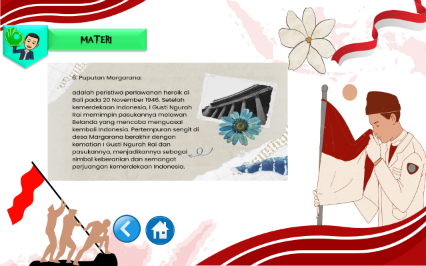 MATERI
8. Puputan Margarana:
adalah peristiwa perlawanan heroik di
Bali pada 20 November 1946. Setelah
kemerdekaan Indonesia, I Gusti Ngurah
Rai memimpin pasukannya melawan
Belanda yang mencoba menguasai
kembali Indonesia. Pertempuran sengit di
desa Margarana berakhir dengan
kematian I Gusti Ngurah Rai dan
pasukannya, menjadikannya sebagai
simbol keberanian dan semangat
perjuangan kemerdekaan Indonesia.